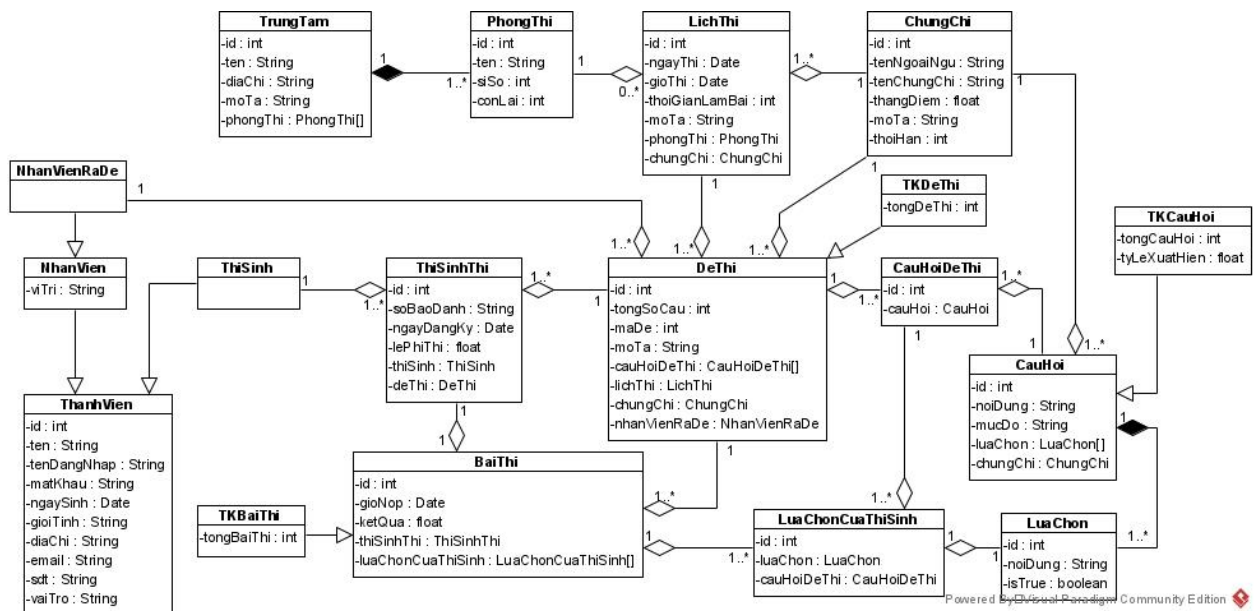 TrungTam
-id : int
-ten : String
-diaChi : String
-moTa : String
-phongThi : PhongThi[]
1
1..*
PhongThi
-id : int
-ten : String
-siSo : int
-conLai : int
1
0..*
LichThi
-id : int
-ngayThi : Date
-gioThi : Date
-thoiGianLamBai : int
-moTa : String
-phongThi : PhongThi
-chungChi : ChungChi
1..*
1
ChungChi
-id : int
-tenNgoaiNgu : String
-tenChungChi : String
-thangDiem : float
-moTa : String
-thoiHan : int
1
1
1
NhanVienRaDe
1
TKDeThi
-tongDeThi : int
TKCauHoi
-tongCauHoi : int
-tyLeXuatHien : float
NhanVien
-viTri : String
ThiSinh
1
1..*
ThiSinhThi
-id : int
-soBaoDanh : String
-ngayDangKy : Date
-lePhiThi : float
-thiSinh : ThiSinh
-deThi : DeThi
1..*
1
1..*
1..*
1..*
DeThi
-id : int
-tongSoCau : int
-maDe : int
-moTa : String
-cauHoiDeThi : CauHoiDeThi[]
-lichThi : LichThi
-chungChi : ChungChi
-nhanVienRaDe : NhanVienRaDe
1
1..*
CauHoiDeThi
-id : int
-cauHoi : CauHoi
1..*
1
1
1..*
CauHoi
-id : int
-noiDung : String
-mucDo : String
-luaChon : LuaChon[]
-chungChi : ChungChi
1
1..*
ThanhVien
-id : int
-ten : String
-tenDangNhap : String
-matKhau : String
-ngaySinh : Date
-gioiTinh : String
-diaChi : String
-email : String
-sdt : String
-vaiTro : String
1
1
1
1..*
BaiThi
-id : int
-gioNop : Date
-ketQua : float
-thiSinhThi : ThiSinhThi
-luaChonCuaThiSinh : LuaChonCuaThiSinh[]
TKBaiThi
-tongBaiThi : int
1
1..*
1..*
LuaChonCuaThiSinh
-id : int
-luaChon : LuaChon
-cauHoiDeThi : CauHoiDeThi
1
1
LuaChon
-id : int
-noiDung : String
-isTrue : boolean
Powered By Visual Paradigm Community Edition